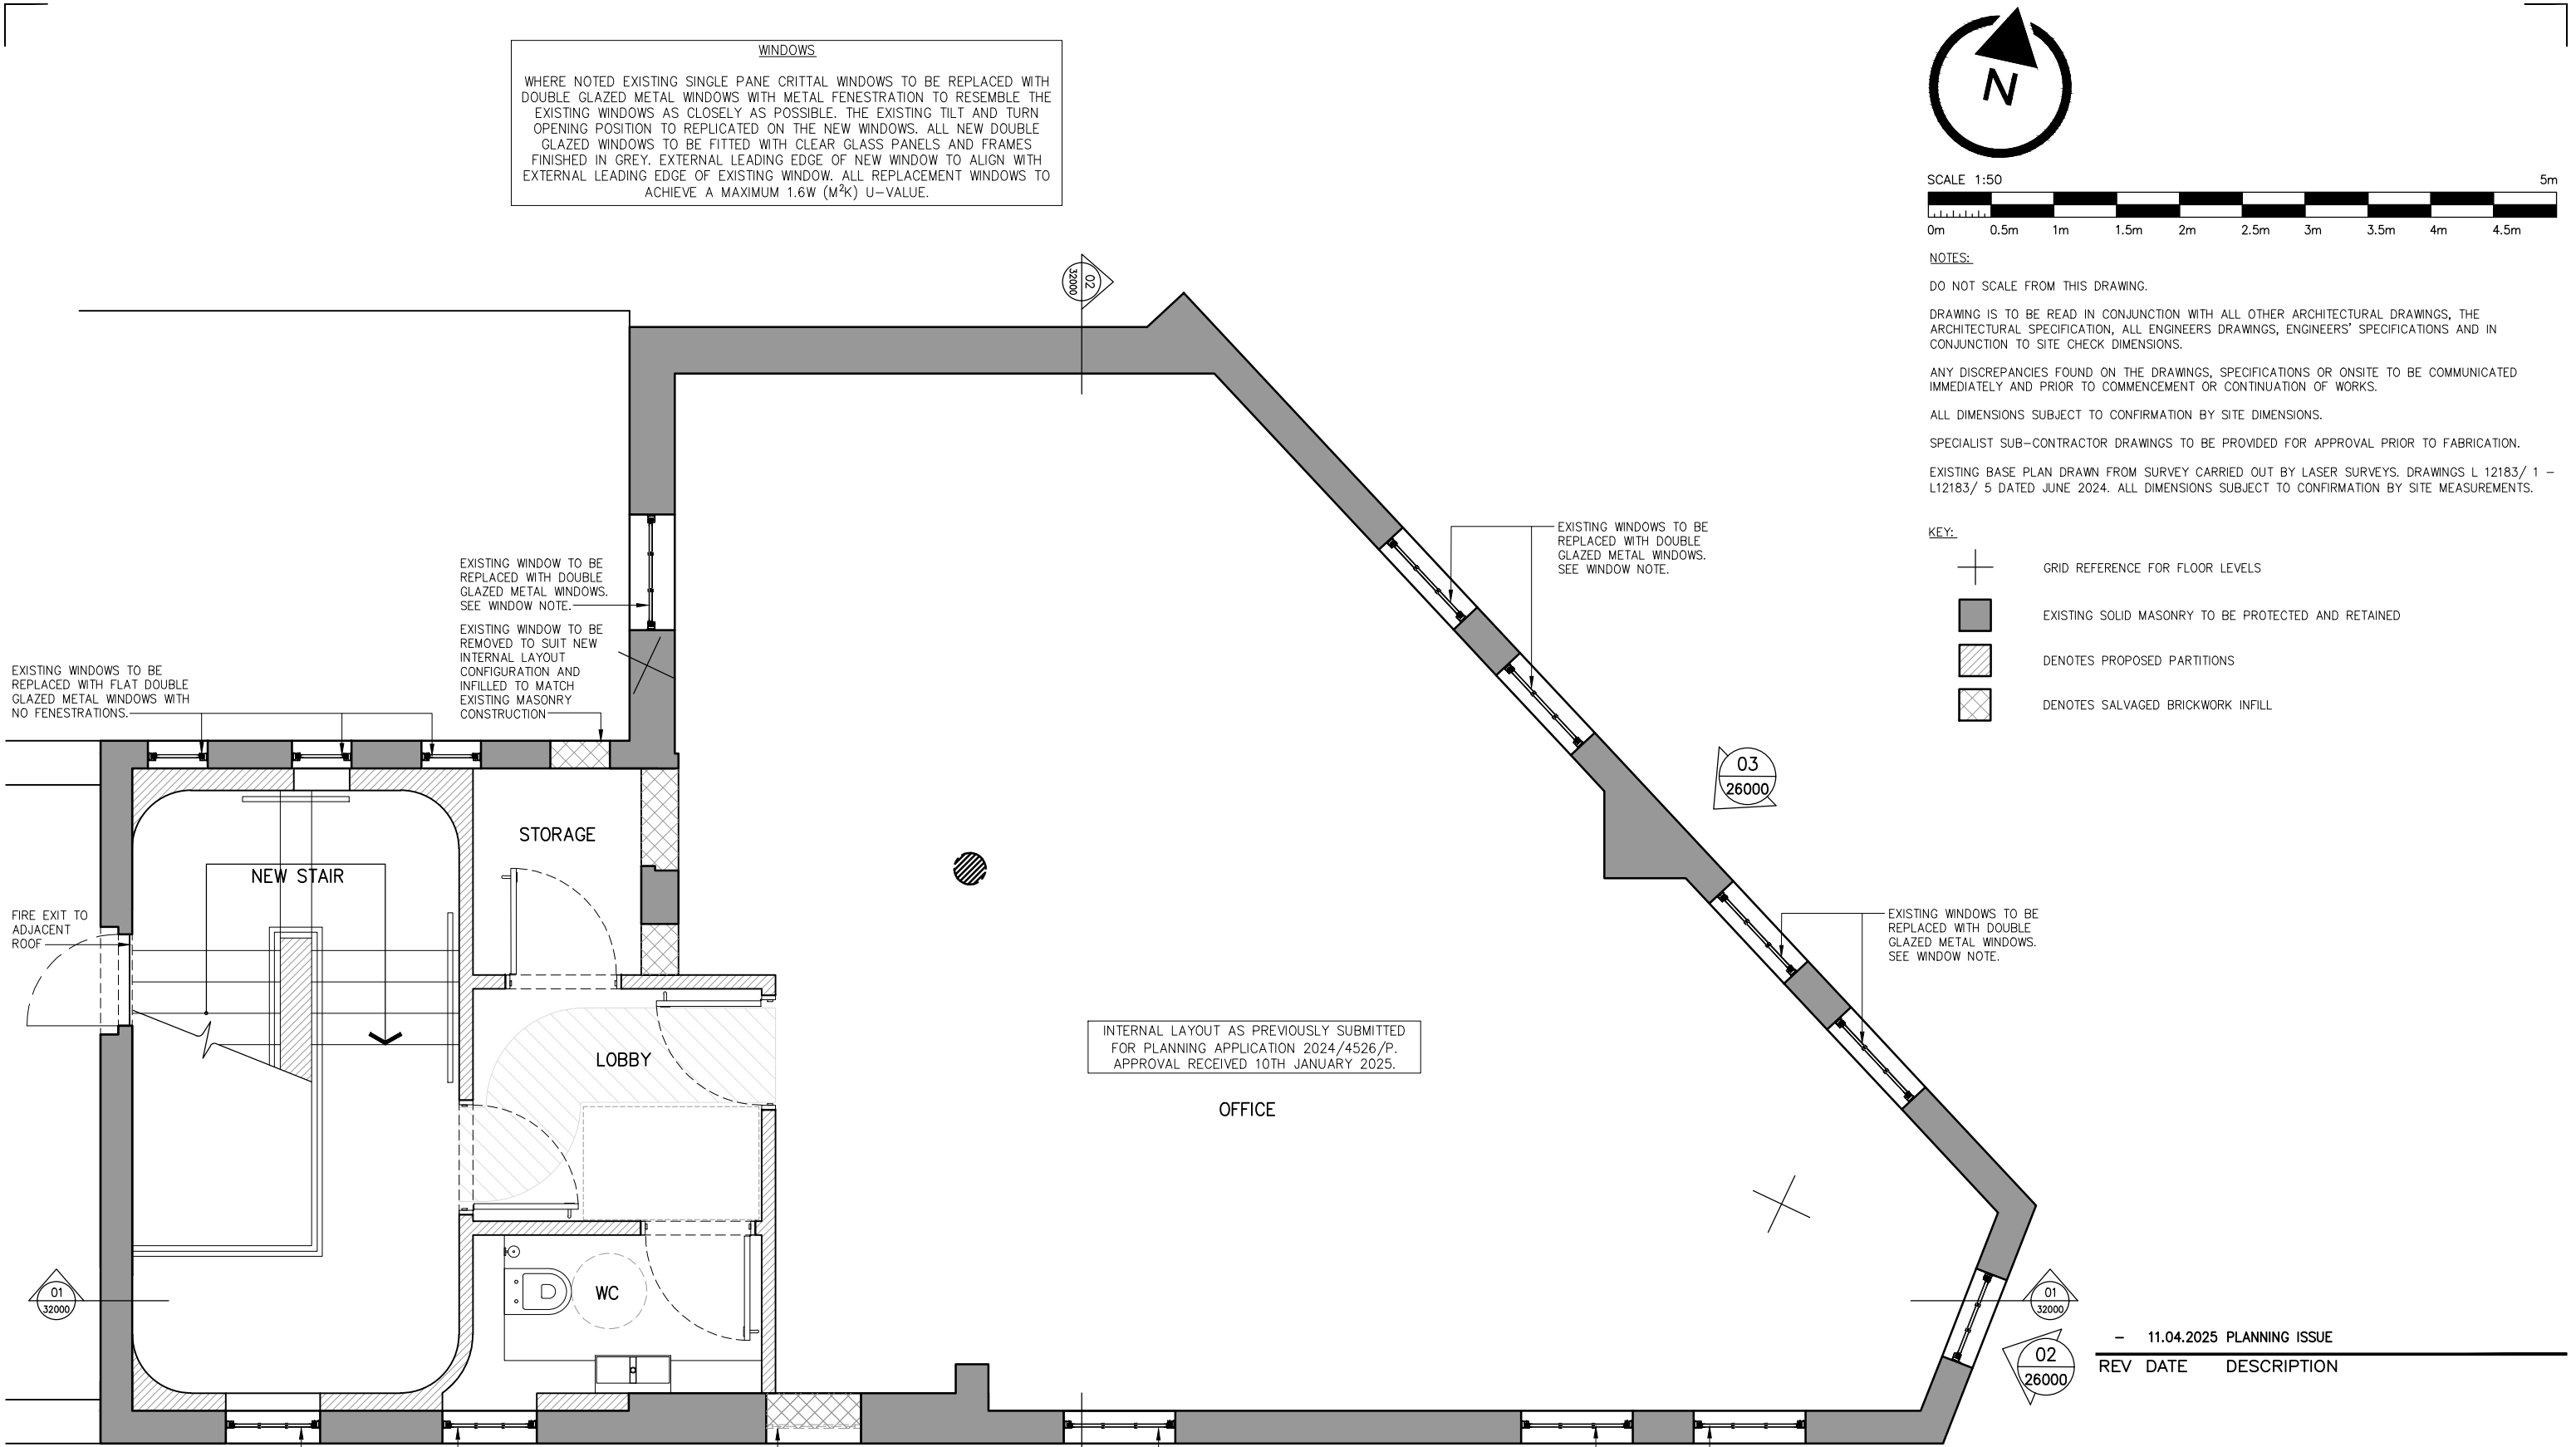 WINDOWS
WHERE NOTED EXISTING SINGLE PANE CRITTAL WINDOWS TO BE REPLACED WITH
DOUBLE GLAZED METAL WINDOWS WITH METAL FENESTRATION TO RESEMBLE THE
EXISTING WINDOWS AS CLOSELY AS POSSIBLE. THE EXISTING TILT AND TURN
OPENING POSITION TO REPLICATED ON THE NEW WINDOWS. ALL NEW DOUBLE
GLAZED WINDOWS TO BE FITTED WITH CLEAR GLASS PANELS AND FRAMES
FINISHED IN GREY. EXTERNAL LEADING EDGE OF NEW WINDOW TO ALIGN WITH
EXTERNAL LEADING EDGE OF EXISTING WINDOW. ALL REPLACEMENT WINDOWS TO
ACHIEVE A MAXIMUM 1.6W (M²K) U-VALUE.
N
SCALE 1:50
5m
0m 0.5m 1m 1.5m 2m 2.5m 3m 3.5m 4m 4.5m
NOTES:
DO NOT SCALE FROM THIS DRAWING.
DRAWING IS TO BE READ IN CONJUNCTION WITH ALL OTHER ARCHITECTURAL DRAWINGS, THE
ARCHITECTURAL SPECIFICATION, ALL ENGINEERS DRAWINGS, ENGINEERS' SPECIFICATIONS AND IN
CONJUNCTION TO SITE CHECK DIMENSIONS.
ANY DISCREPANCIES FOUND ON THE DRAWINGS, SPECIFICATIONS OR ONSITE TO BE COMMUNICATED
IMMEDIATELY AND PRIOR TO COMMENCEMENT OR CONTINUATION OF WORKS.
ALL DIMENSIONS SUBJECT TO CONFIRMATION BY SITE DIMENSIONS.
SPECIALIST SUB-CONTRACTOR DRAWINGS TO BE PROVIDED FOR APPROVAL PRIOR TO FABRICATION.
EXISTING BASE PLAN DRAWN FROM SURVEY CARRIED OUT BY LASER SURVEYS. DRAWINGS L 12183/ 1 -
L12183/ 5 DATED JUNE 2024. ALL DIMENSIONS SUBJECT TO CONFIRMATION BY SITE MEASUREMENTS.
KEY:
GRID REFERENCE FOR FLOOR LEVELS
EXISTING SOLID MASONRY TO BE PROTECTED AND RETAINED
DENOTES PROPOSED PARTITIONS
DENOTES SALVAGED BRICKWORK INFILL
02
32000
EXISTING WINDOWS TO BE
REPLACED WITH DOUBLE
GLAZED METAL WINDOWS.
SEE WINDOW NOTE.
EXISTING WINDOW TO BE
REPLACED WITH DOUBLE
GLAZED METAL WINDOWS.
SEE WINDOW NOTE.
EXISTING WINDOW TO BE
REMOVED TO SUIT NEW
INTERNAL LAYOUT
CONFIGURATION AND
INFILLED TO MATCH
EXISTING MASONRY
CONSTRUCTION
EXISTING WINDOWS TO BE
REPLACED WITH FLAT DOUBLE
GLAZED METAL WINDOWS WITH
NO FENESTRATIONS.
03
26000
STORAGE
NEW STAIR
FIRE EXIT TO
ADJACENT
ROOF
EXISTING WINDOWS TO BE
REPLACED WITH DOUBLE
GLAZED METAL WINDOWS.
SEE WINDOW NOTE.
LOBBY
INTERNAL LAYOUT AS PREVIOUSLY SUBMITTED
FOR PLANNING APPLICATION 2024/4526/P.
APPROVAL RECEIVED 10TH JANUARY 2025.
OFFICE
WC
01
32000
01
32000
02
26000
- 11.04.2025 PLANNING ISSUE
REV DATE DESCRIPTION